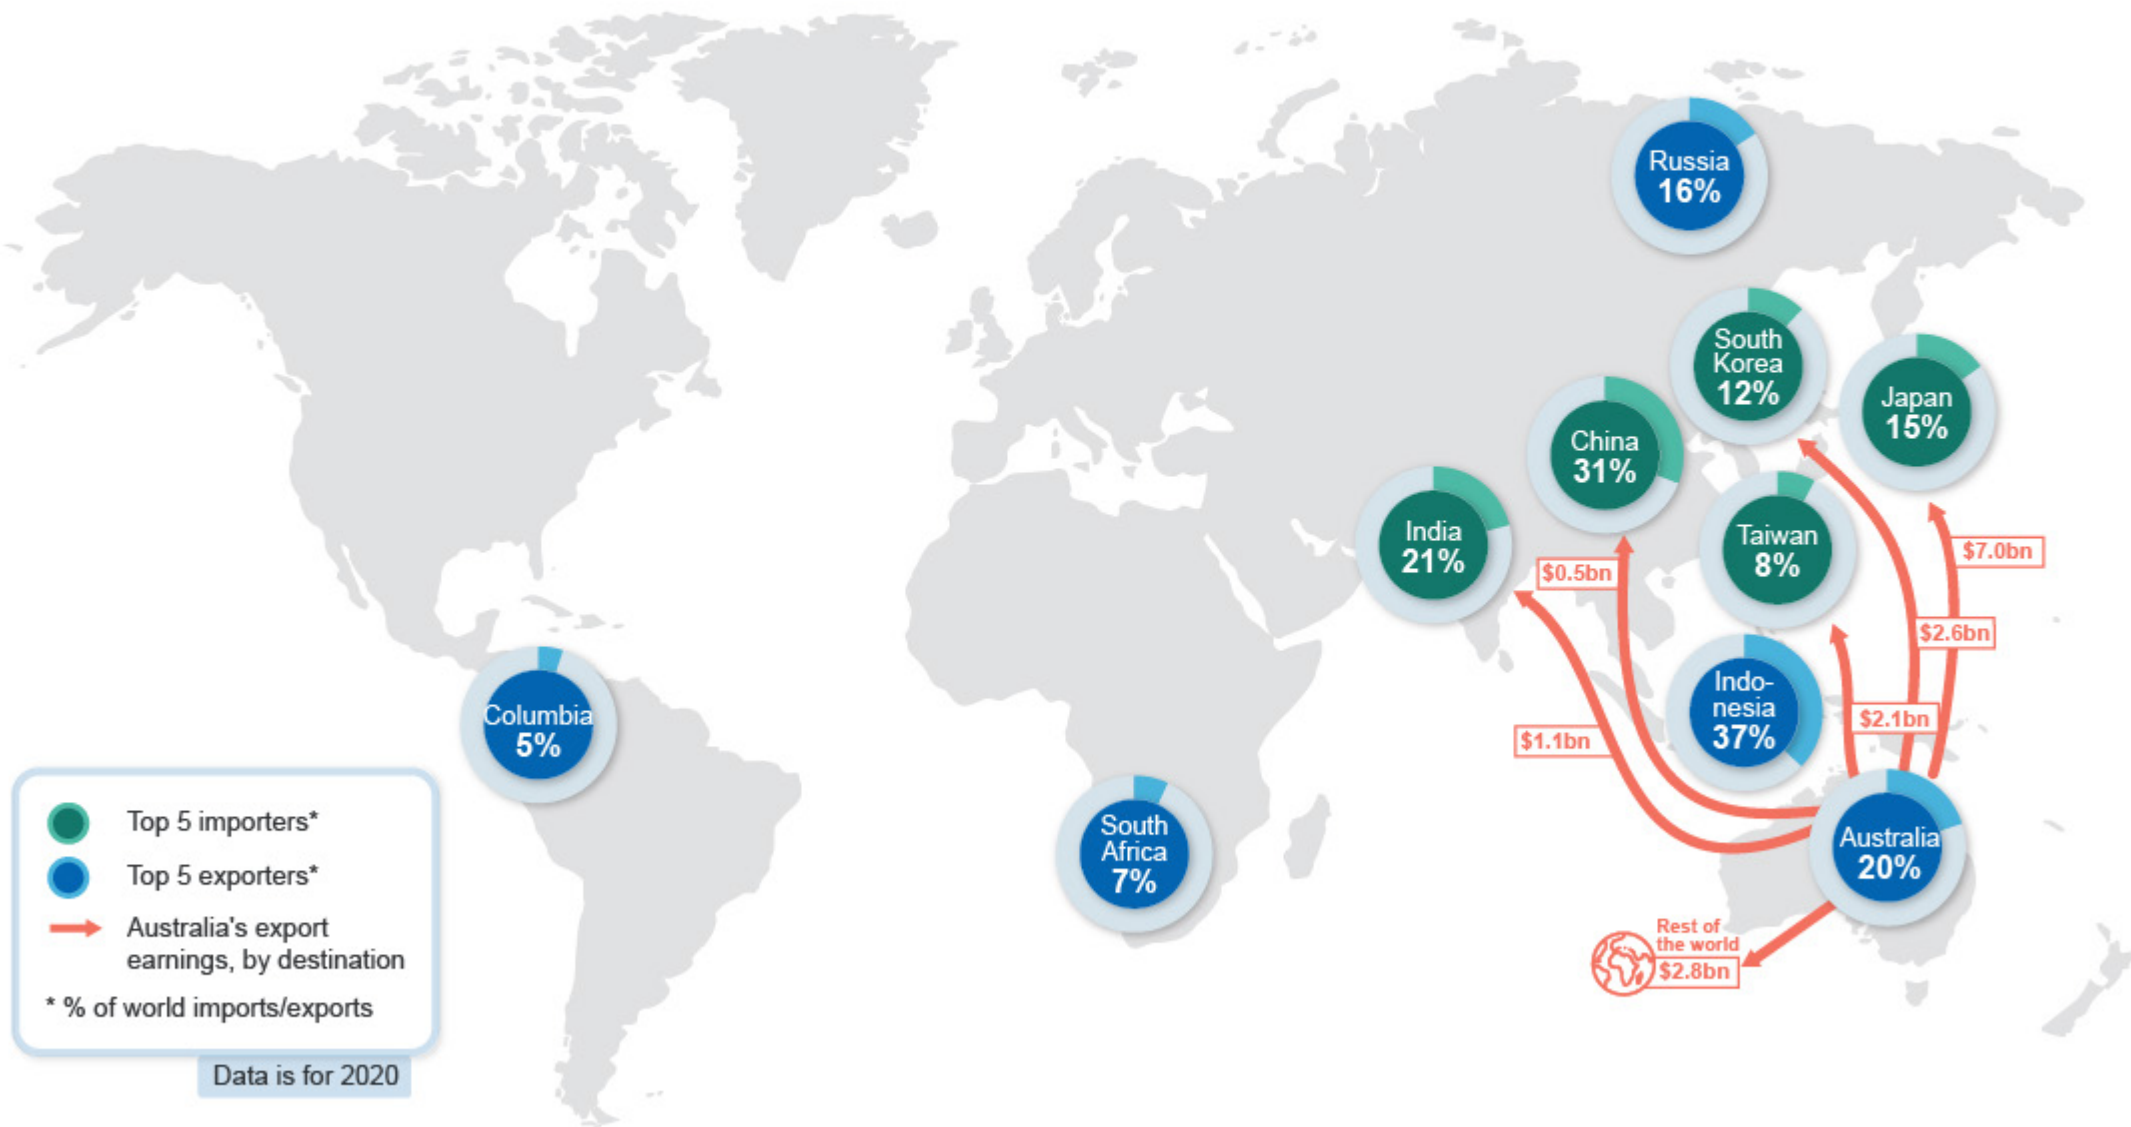 Russia
16%
South
Korea
12%
Japan
15%
China
31%
India
21%
Taiwan
8%
$7.0bn
$0.5bn
$2.6bn
Indo-
nesia
37%
$2.1bn
$1.1bn
Columbia
5%
South
Africa
7%
Australia
20%
Rest of
the world
$2.8bn
Top 5 importers*
Top 5 exporters*
Australia's export
earnings, by destination
* % of world imports/exports
Data is for 2020